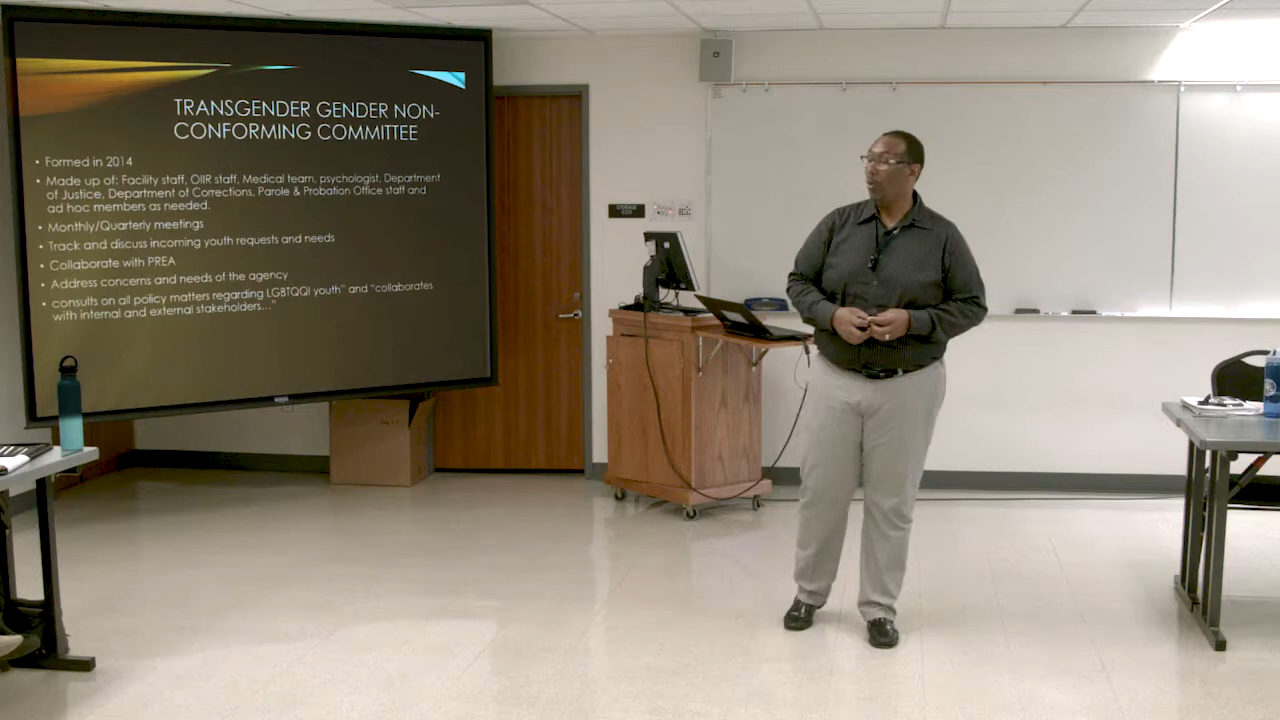 TRANSGENDER GENDER NON-
CONFORMING COMMITTEE
• Formed in 2014
• Made up of: Facility staff, OIIR staff, Medical team, psychologist, Department
of Justice, Department of Corrections, Parole & Probation Office staff and
ad hoc members as needed.
• Monthly/Quarterly meetings
• Track and discuss incoming youth requests and needs
• Collaborate with PREA
• Address concerns and needs of the agency
• consults on all policy matters regarding LGBTQQI youth" and "collaborates
with internal and external stakeholders..."
STORAGE